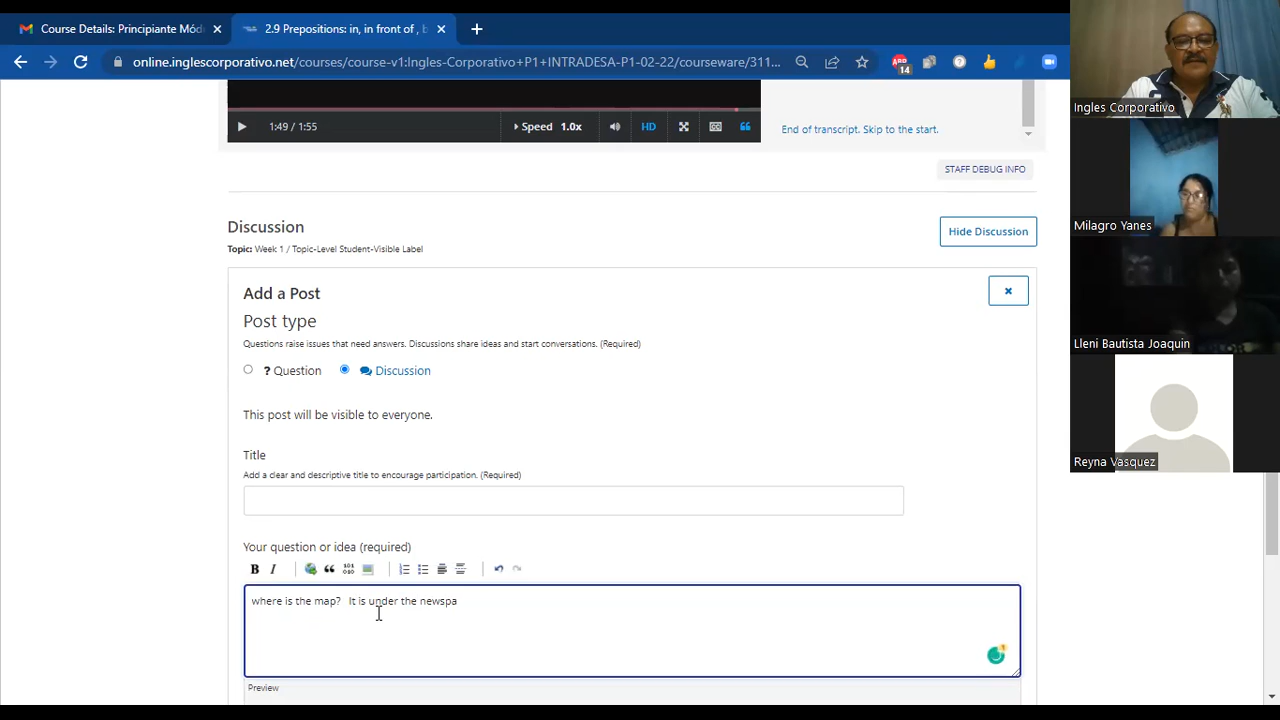 Course Details: Principiante Mód
2.9 Prepositions: in, in front of , b
online.inglescorporativo.net/courses/course-v1:Ingles-Corporativo+P1+INTRADESA-P1-02-22/courseware/311...
14
1:49 / 1:55
Speed 1.0x
HD
End of transcript. Skip to the start.
STAFF DEBUG INFO
Discussion
Topic: Week 1 / Topic-Level Student-Visible Label
Hide Discussion
Add a Post
Post type
Questions raise issues that need answers. Discussions share ideas and start conversations. (Required)
? Question
Discussion
This post will be visible to everyone.
Title
Add a clear and descriptive title to encourage participation. (Required)
Your question or idea (required)
B I
where is the map? It is under the newspa
Preview
Ingles Corporativo
Milagro Yanes
Lleni Bautista Joaquin
Reyna Vasquez